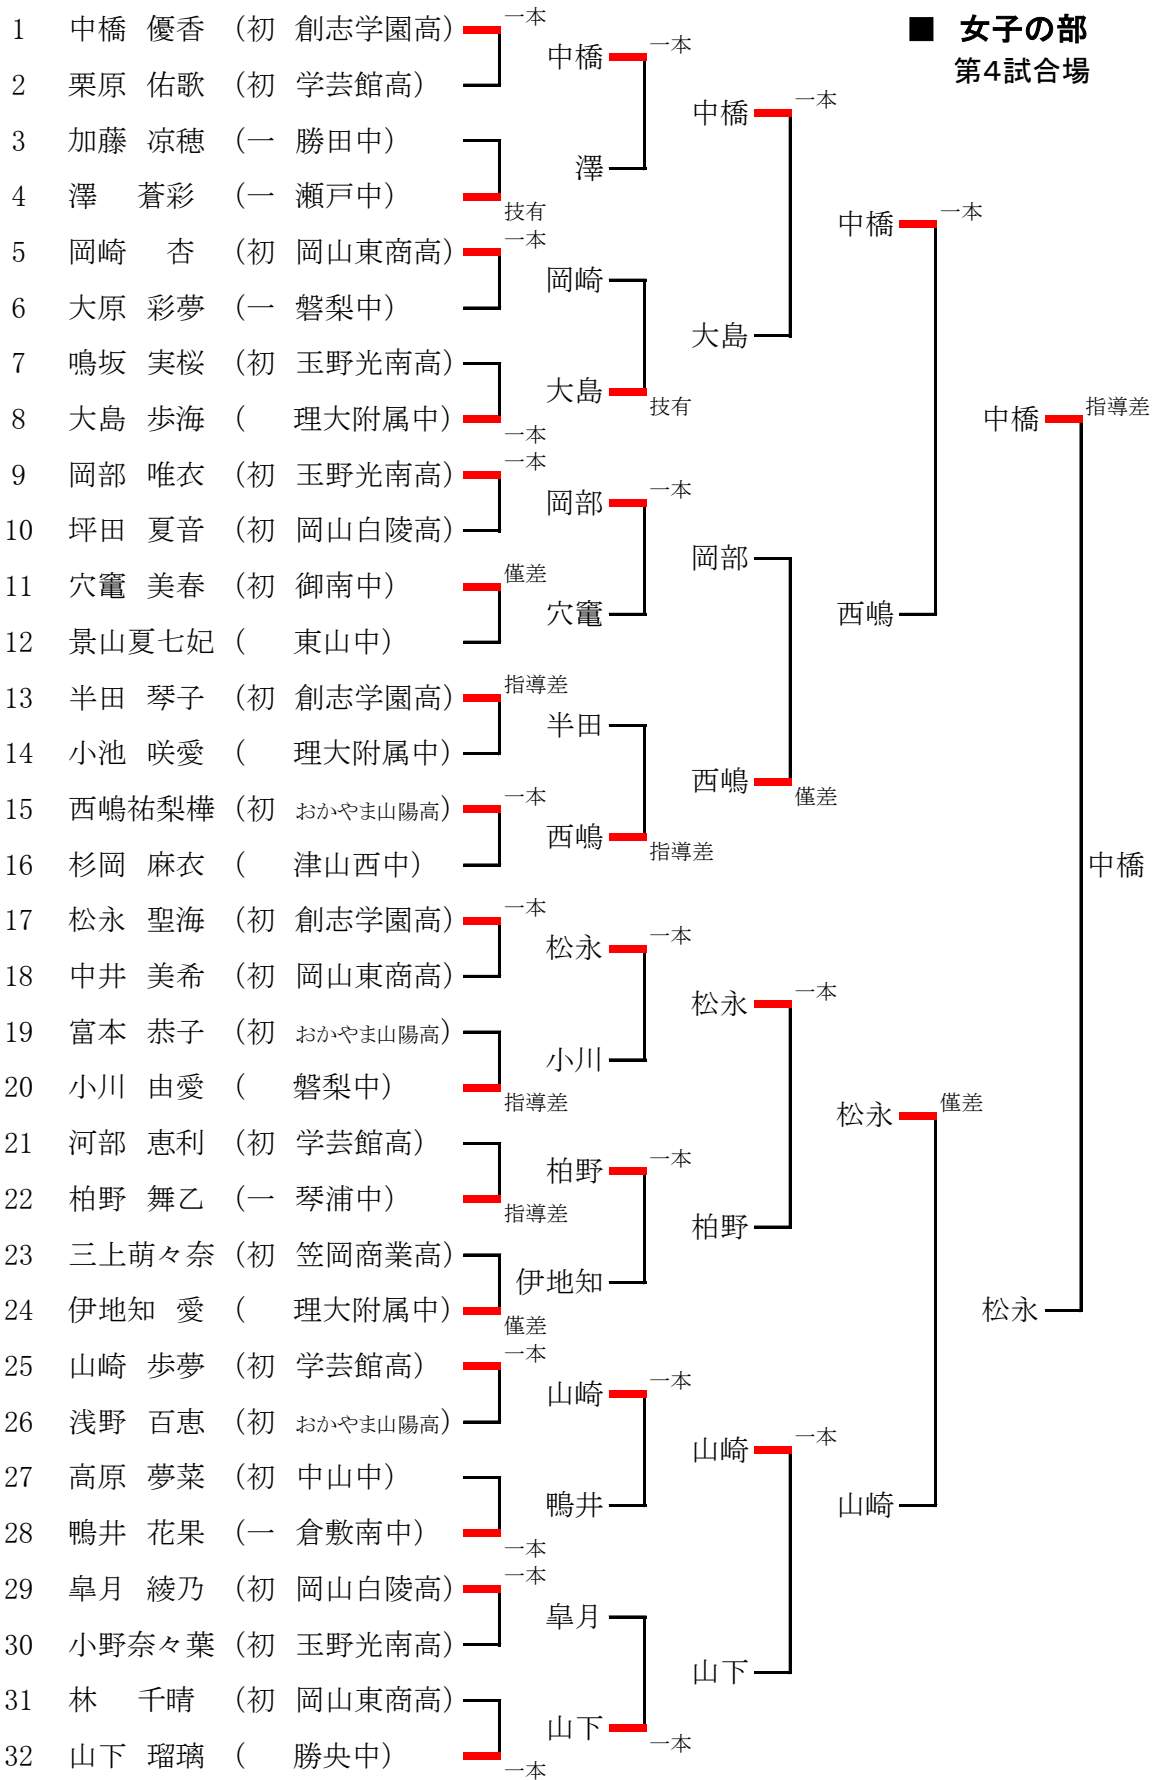 ■ 女子の部
第4試合場
1 中橋 優香 (初 創志学園高)
2 栗原 佑歌 (初 学芸館高)
3 加藤 凉穂 (一 勝田中)
4 澤 蒼彩 (一 瀬戸中)
5 岡崎 杏 (初 岡山東商高)
6 大原 彩夢 (一 磐梨中)
7 鳴坂 実桜 (初 玉野光南高)
8 大島 歩海 ( 理大附属中)
9 岡部 唯衣 (初 玉野光南高)
10 坪田 夏音 (初 岡山白陵高)
11 穴竃 美春 (初 御南中)
12 景山夏七妃 ( 東山中)
13 半田 琴子 (初 創志学園高)
14 小池 咲愛 ( 理大附属中)
15 西嶋祐梨樺 (初 おかやま山陽高)
16 杉岡 麻衣 ( 津山西中)
17 松永 聖海 (初 創志学園高)
18 中井 美希 (初 岡山東商高)
19 富本 恭子 (初 おかやま山陽高)
20 小川 由愛 ( 磐梨中)
21 河部 恵利 (初 学芸館高)
22 柏野 舞乙 (一 琴浦中)
23 三上萌々奈 (初 笠岡商業高)
24 伊地知 愛 ( 理大附属中)
25 山崎 歩夢 (初 学芸館高)
26 浅野 百恵 (初 おかやま山陽高)
27 高原 夢菜 (初 中山中)
28 鴨井 花果 (一 倉敷南中)
29 皐月 綾乃 (初 岡山白陵高)
30 小野奈々葉 (初 玉野光南高)
31 林 千晴 (初 岡山東商高)
32 山下 瑠璃 ( 勝央中)
一本
技有
一本
一本
一本
僅差
指導差
一本
一本
指導差
指導差
僅差
一本
一本
一本
一本
中橋
一本
澤
岡崎
大島
技有
岡部
一本
穴竃
半田
西嶋
指導差
松永
一本
小川
柏野
一本
伊地知
山崎
一本
鴨井
皐月
山下
一本
中橋
一本
大島
岡部
西嶋
僅差
松永
一本
柏野
山崎
一本
山下
中橋
一本
西嶋
松永
僅差
山崎
中橋
指導差
松永
中橋